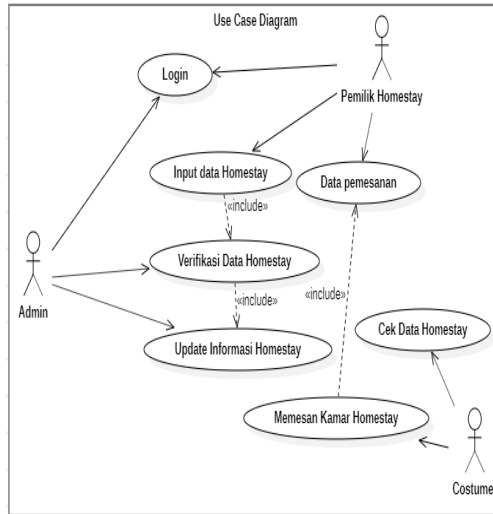 Use Case Diagram
Login
Pemilik Homestay
Input data Homestay
Data pemesanan
«include»
Verifikasi Data Homestay
«include»
«include»
Admin
Cek Data Homestay
Update Informasi Homestay
Memesan Kamar Homestay
Costume